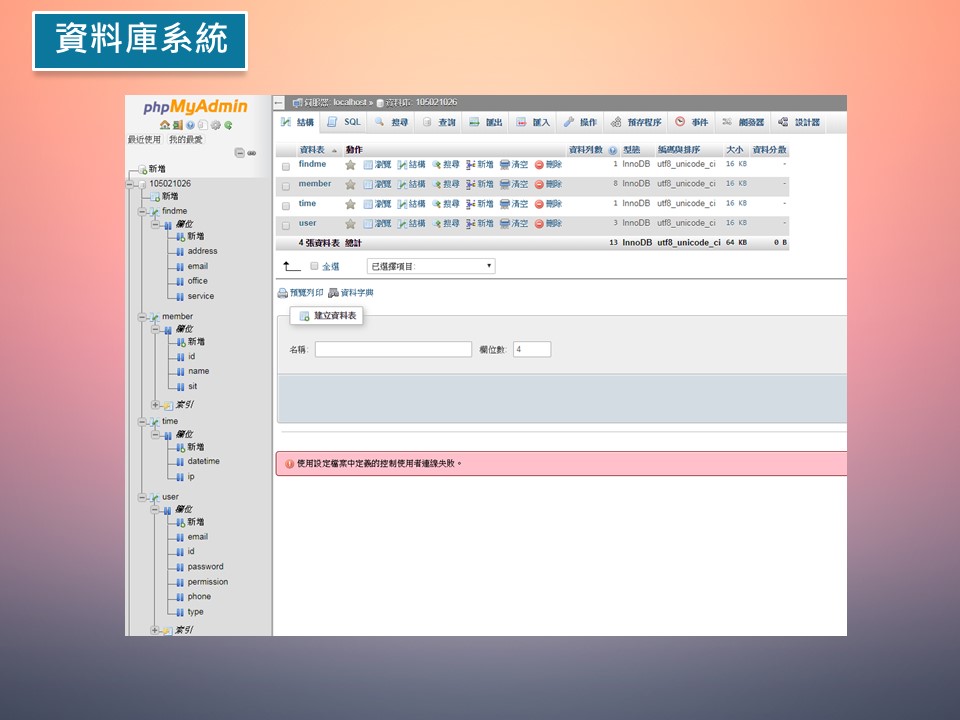 資料庫系統
phpMyAdmin
最近使用 我的最愛
新增
105021026
新增
findme
欄位
新增
address
email
office
service
member
欄位
新增
id
name
sit
索引
time
欄位
新增
datetime
ip
user
欄位
新增
email
id
password
permission
phone
type
索引
伺服器: localhost » 資料庫: 105021026
結構 SQL 搜尋 查詢 匯出 匯入 操作 預存程序 事件 觸發器 設計器
資料表 動作 資料列數 型態 編碼與排序 大小 資料分散
findme 瀏覽 結構 搜尋 新增 清空 刪除 1 InnoDB utf8_unicode_ci 16 KB -
member 瀏覽 結構 搜尋 新增 清空 刪除 8 InnoDB utf8_unicode_ci 16 KB -
time 瀏覽 結構 搜尋 新增 清空 刪除 1 InnoDB utf8_unicode_ci 16 KB -
user 瀏覽 結構 搜尋 新增 清空 刪除 3 InnoDB utf8_unicode_ci 16 KB -
4 張資料表 總計 13 InnoDB utf8_unicode_ci 64 KB 0 B
全選 已選擇項目:
預覽列印 資料字典
建立資料表
名稱: 欄位數: 4
使用設定檔案中定義的控制使用者連線失敗。